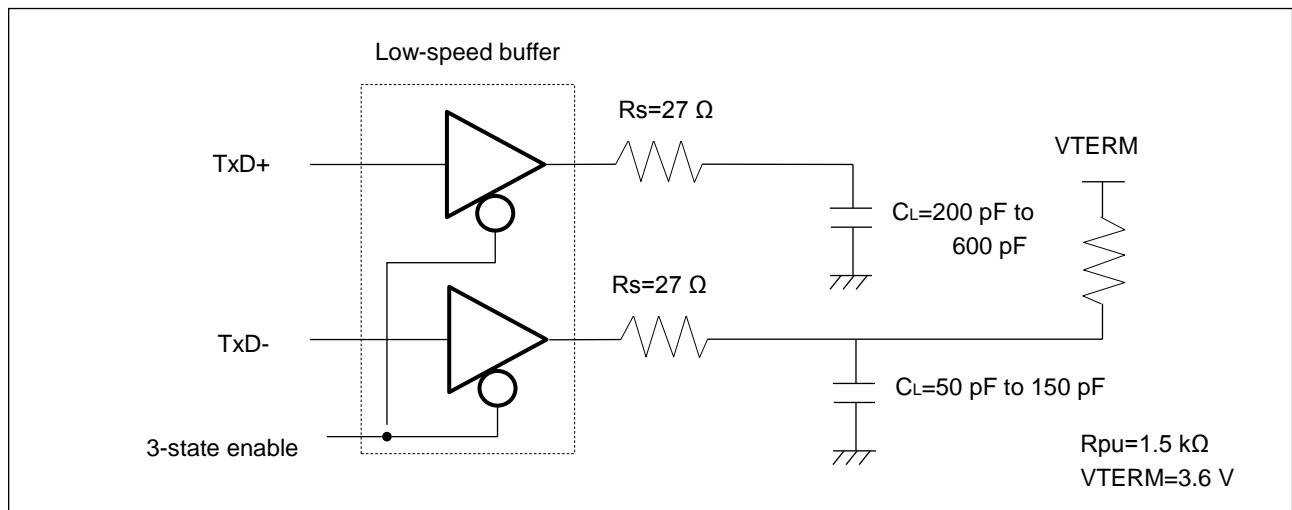 Low-speed buffer
Rs=27 Ω
TxD+
VTERM
CL=200 pF to
600 pF
Rs=27 Ω
TxD-
CL=50 pF to 150 pF
3-state enable
Rpu=1.5 kΩ
VTERM=3.6 V